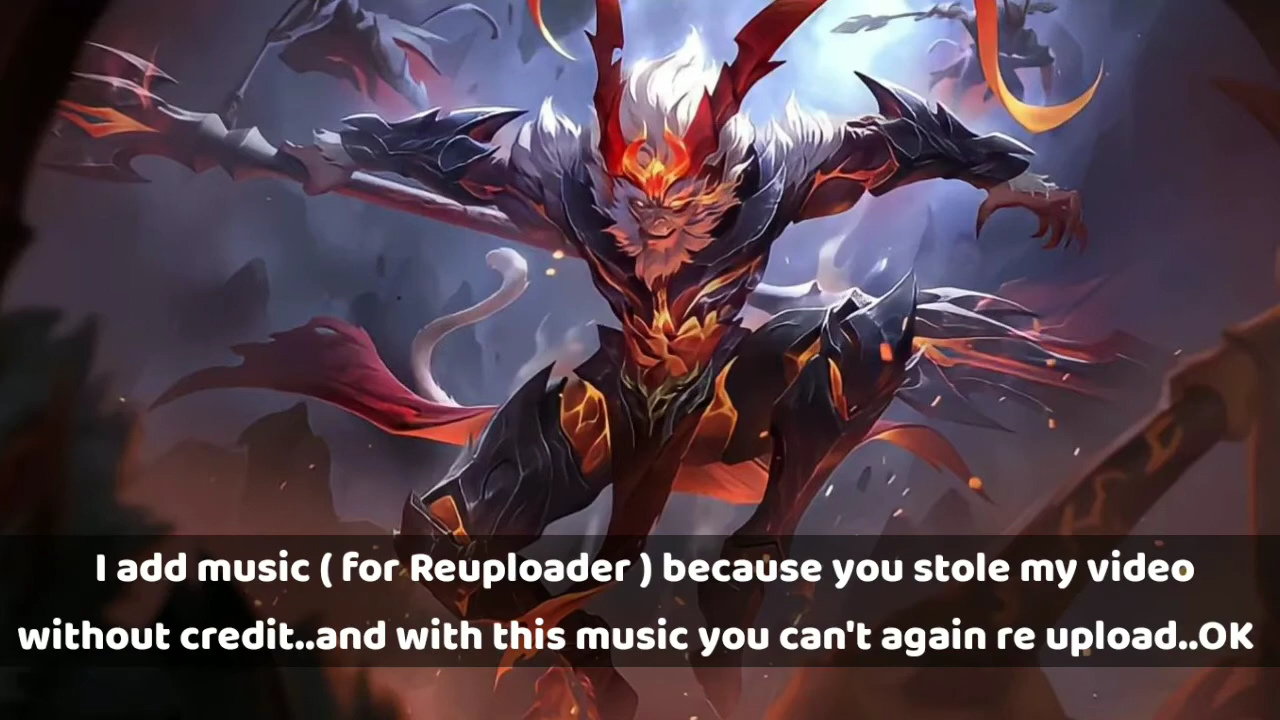 I add music ( for Reuploader ) because you stole my video
without credit..and with this music you can't again re upload..OK